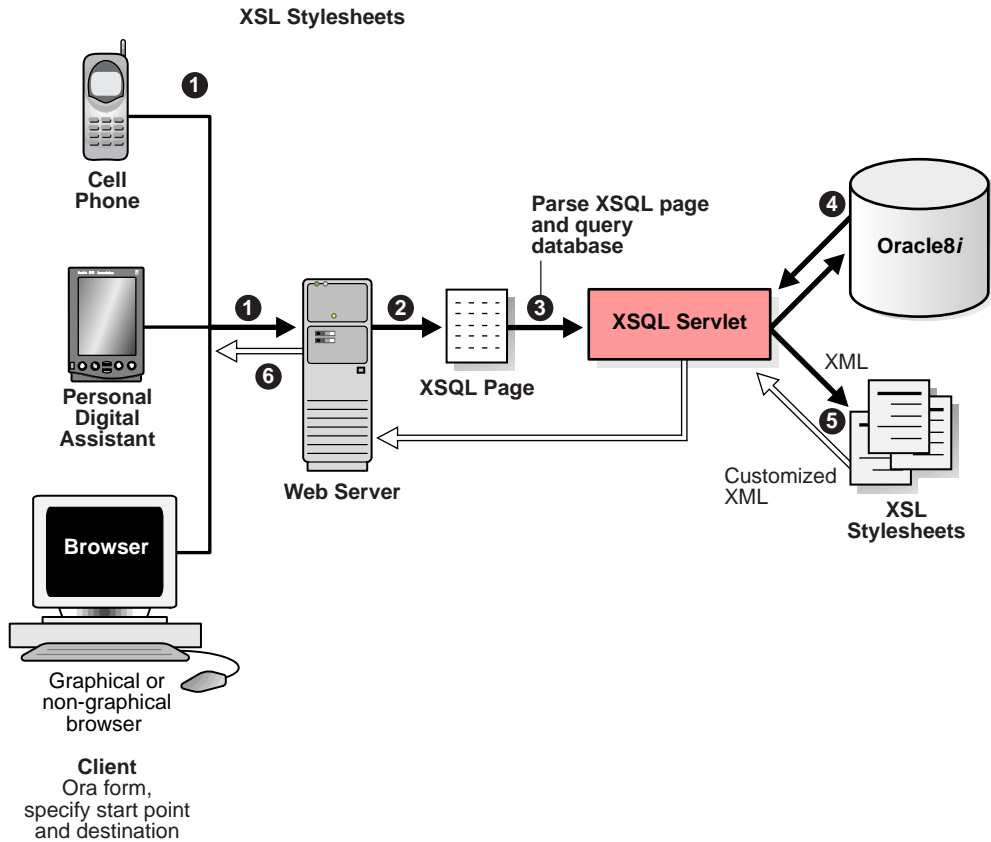 XSL Stylesheets
1
Cell
Phone
Parse XSQL page
and query
database
4
Oracle8i
1
2
3
XSQL Servlet
XML
6
XSQL Page
5
Personal
Digital
Assistant
Web Server
Customized
XML
XSL
Stylesheets
Browser
Graphical or
non-graphical
browser
Client
Ora form,
specify start point
and destination